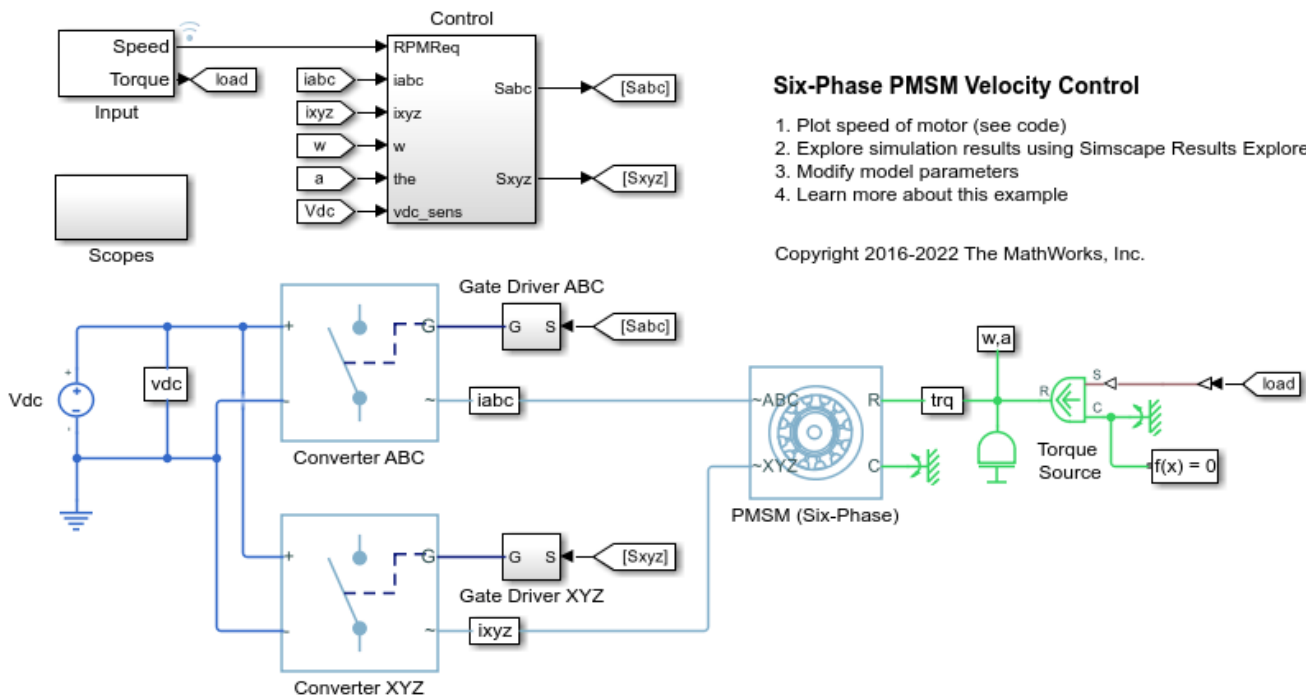 Control
Speed
Torque
load
Input
RPMReq
iabc
iabc
ixyz
ixyz
w
w
a
the
Vdc
vdc_sens
Sabc
[Sabc]
Sxyz
[Sxyz]
Scopes
Six-Phase PMSM Velocity Control
1. Plot speed of motor (see code)
2. Explore simulation results using Simscape Results Explore
3. Modify model parameters
4. Learn more about this example
Copyright 2016-2022 The MathWorks, Inc.
Vdc
+
-
vdc
+
-
G
~
Converter ABC
Gate Driver ABC
G
S
[Sabc]
iabc
+
-
G
~
Converter XYZ
G
S
[Sxyz]
Gate Driver XYZ
ixyz
~ABC
~XYZ
R
C
PMSM (Six-Phase)
trq
w,a
R
S
C
Torque
Source
load
f(x) = 0